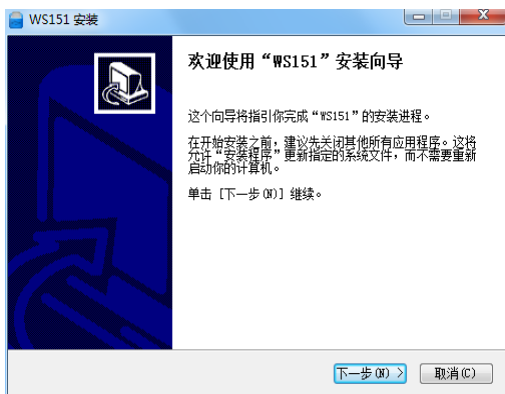 WS151 安装
欢迎使用“WS151”安装向导
这个向导将指引你完成“WS151”的安装进程。
在开始安装之前，建议先关闭其他所有应用程序。这将
允许“安装程序”更新指定的系统文件，而不需要重新
启动你的计算机。
单击 [下一步(N)] 继续。
下一步(N) >
取消(C)